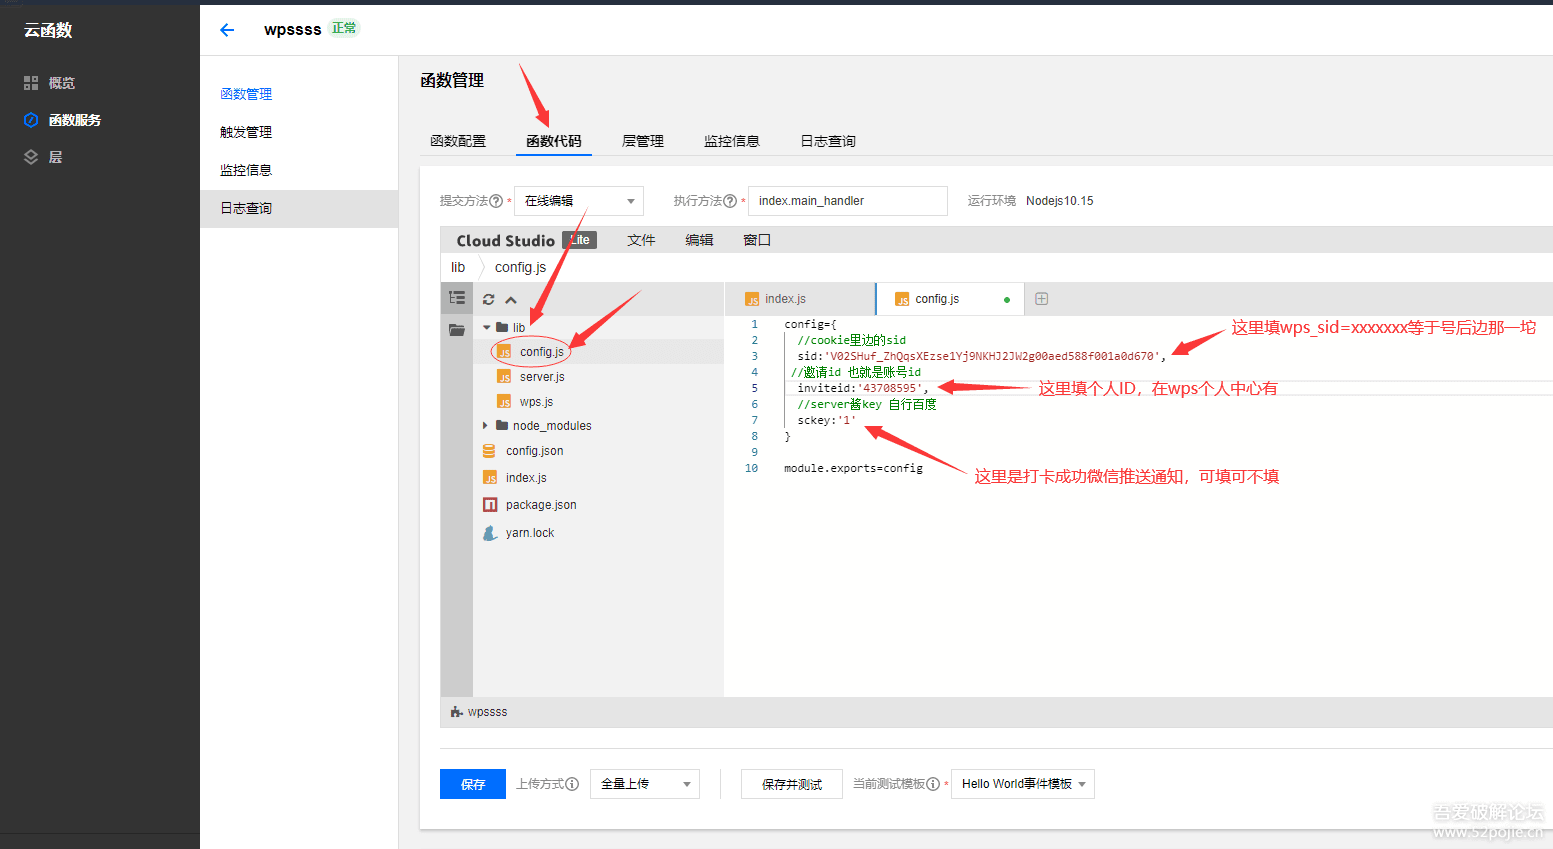 云函数
概览
函数服务
层
wpssss 正常
函数管理
触发管理
监控信息
日志查询
函数管理
函数配置 函数代码 层管理 监控信息 日志查询
提交方法 * 在线编辑 执行方法 * index.main_handler 运行环境 Nodejs10.15
Cloud Studio Lite 文件 编辑 窗口
lib config.js
lib
config.js
server.js
wps.js
node_modules
config.json
index.js
package.json
yarn.lock
index.js config.js
1 config={
2 //cookie里边的sid
3 sid:'V02SHuf_ZhQqsXEzse1Yj9NKHJ2JW2g00aed588f001a0d670',
4 //邀请id 也就是账号id
5 inviteid:'43708595',
6 //server酱key 自行百度
7 sckey:'1'
8 }
9
10 module.exports=config
这里填wps_sid=xxxxxxx等于号后边那一坨
这里填个人ID，在wps个人中心有
这里是打卡成功微信推送通知，可填可不填
wpssss
保存 上传方式 全量上传 保存并测试 当前测试模板 * Hello World事件模板
吾爱破解论坛
www.52pojie.cn